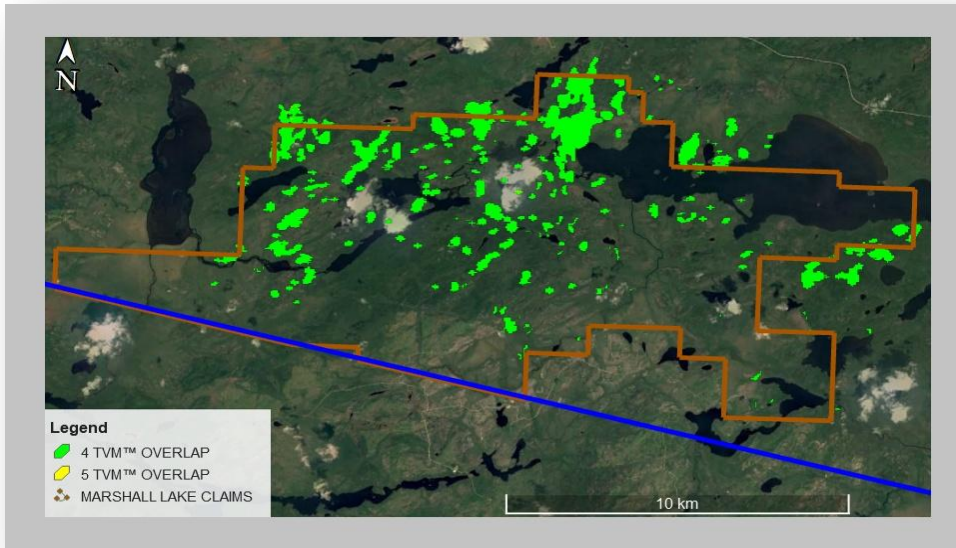 N
Legend
4 TVM™ OVERLAP
5 TVM™ OVERLAP
MARSHALL LAKE CLAIMS
10 km